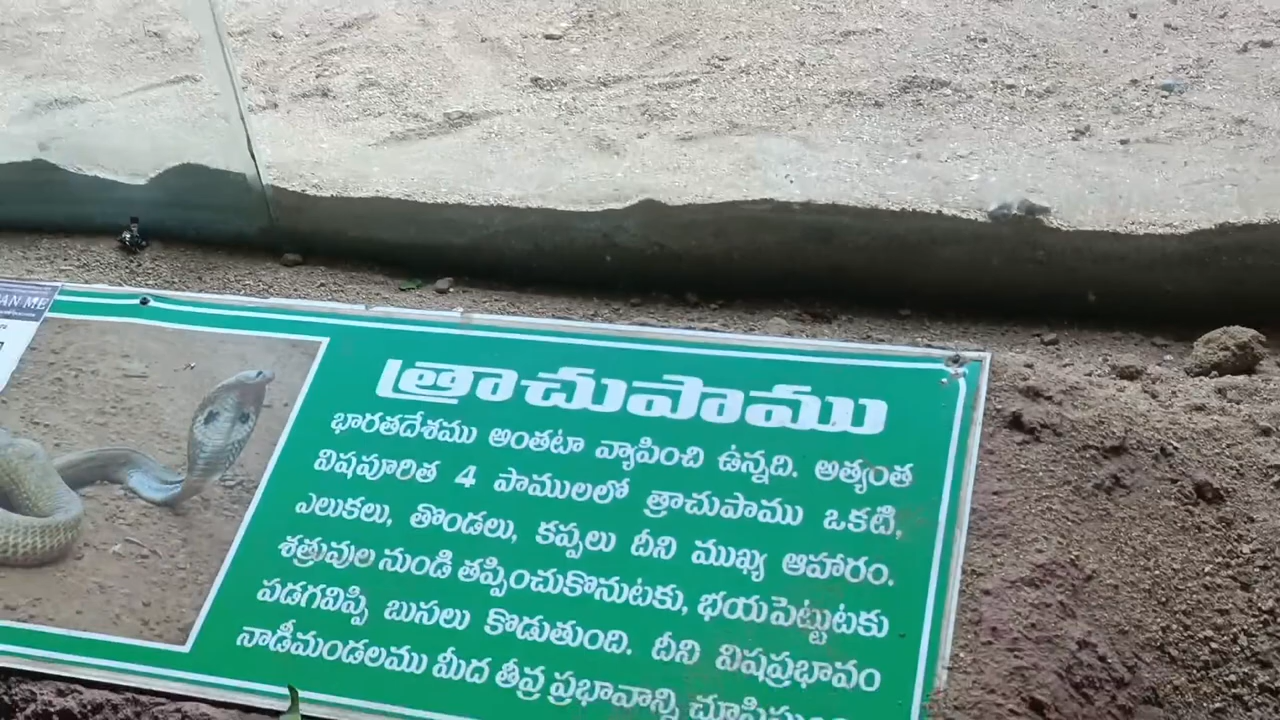 త్రాచుపాము
భారతదేశము అంతటా వ్యాపించి ఉన్నది. అత్యంత
విషపూరిత 4 పాములలో త్రాచుపాము ఒకటి,
ఎలుకలు, తొండలు, కప్పలు దీని ముఖ్య ఆహారం.
శత్రువుల నుండి తప్పించుకొనుటకు, భయపెట్టుటకు
పడగవిప్పి బుసలు కొడుతుంది. దీని విషప్రభావం
నాడీమండలము మీద తీవ్ర ప్రభావాన్ని